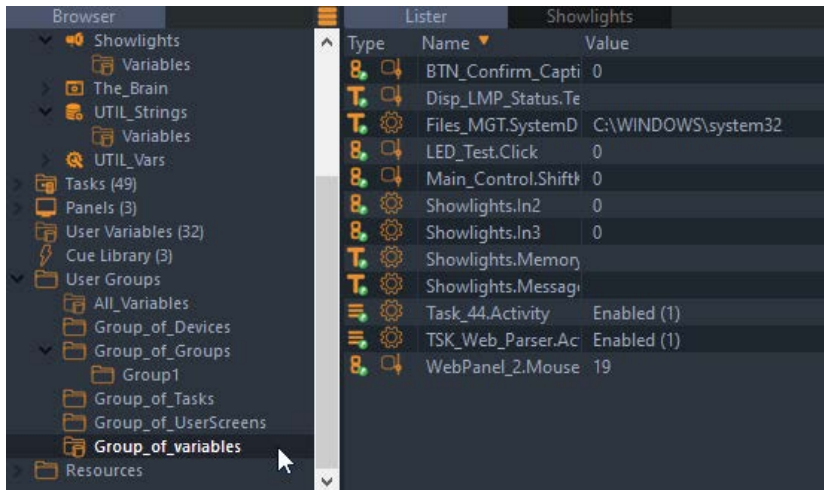 Browser
Showlights
Variables
The_Brain
UTIL_Strings
Variables
UTIL_Vars
Tasks (49)
Panels (3)
User Variables (32)
Cue Library (3)
User Groups
All_Variables
Group_of_Devices
Group_of_Groups
Group1
Group_of_Tasks
Group_of_UserScreens
Group_of_variables
Resources
Lister Showlights
Type Name Value
BTN_Confirm_Capti 0
Disp_LMP_Status.Te
Files_MGT.SystemD C:\WINDOWS\system32
LED_Test.Click 0
Main_Control.Shift 0
Showlights.In2 0
Showlights.In3 0
Showlights.Memory
Showlights.Messag
Task_44.Activity Enabled (1)
TSK_Web_Parser.Ac Enabled (1)
WebPanel_2.Mouse 19